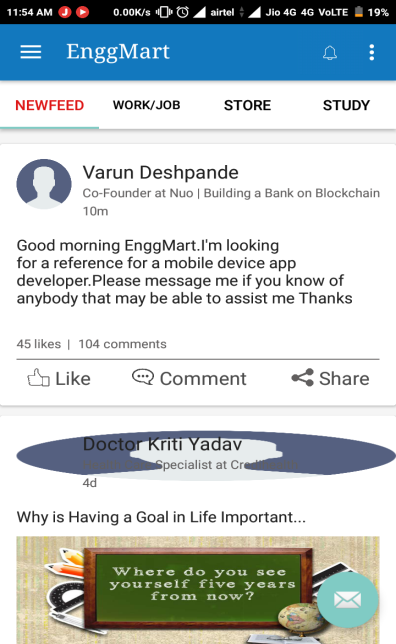 11:54 AM 0.00K/s airtel Jio 4G 4G VoLTE 19%
EnggMart
NEWFEED WORK/JOB STORE STUDY
Varun Deshpande
Co-Founder at Nuo | Building a Bank on Blockchain
10m
Good morning EnggMart.I'm looking
for a reference for a mobile device app
developer.Please message me if you know of
anybody that may be able to assist me Thanks
45 likes | 104 comments
Like Comment Share
Doctor Kriti Yadav
Specialist at
4d
Why is Having a Goal in Life Important...
Where do you see
yourself five years
from now?